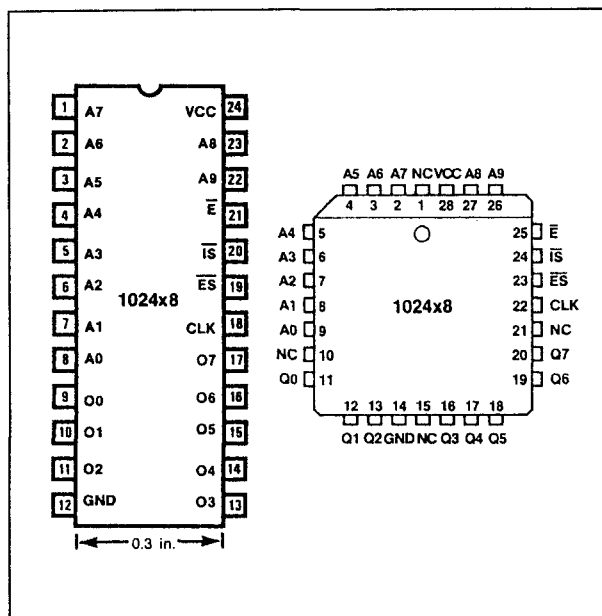 1 A7 VCC 24
2 A6 A8 23
3 A5 A9 22
4 A4 E̅ 21
5 A3 I̅S̅ 20
6 A2 E̅S̅ 19
1024x8
7 A1 CLK 18
8 A0 O7 17
9 O0 O6 16
10 O1 O5 15
11 O2 O4 14
12 GND O3 13
0.3 in.
A5 A6 A7 NC VCC A8 A9
4 3 2 1 28 27 26
A4 5 25 E̅
A3 6 24 I̅S̅
A2 7 23 E̅S̅
A1 8 1024x8 22 CLK
A0 9 21 NC
NC 10 20 Q7
Q0 11 19 Q6
12 13 14 15 16 17 18
Q1 Q2 GND NC Q3 Q4 Q5